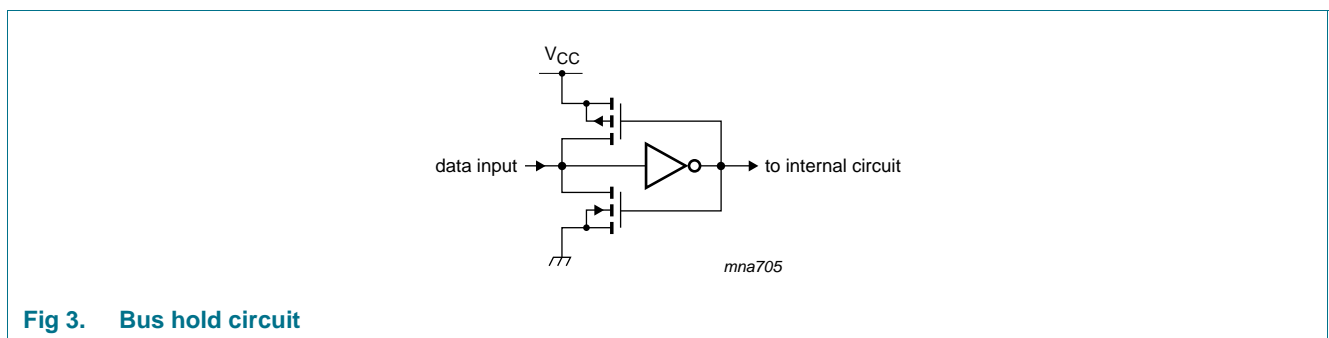 VCC
data input
to internal circuit
mna705
Fig 3. Bus hold circuit